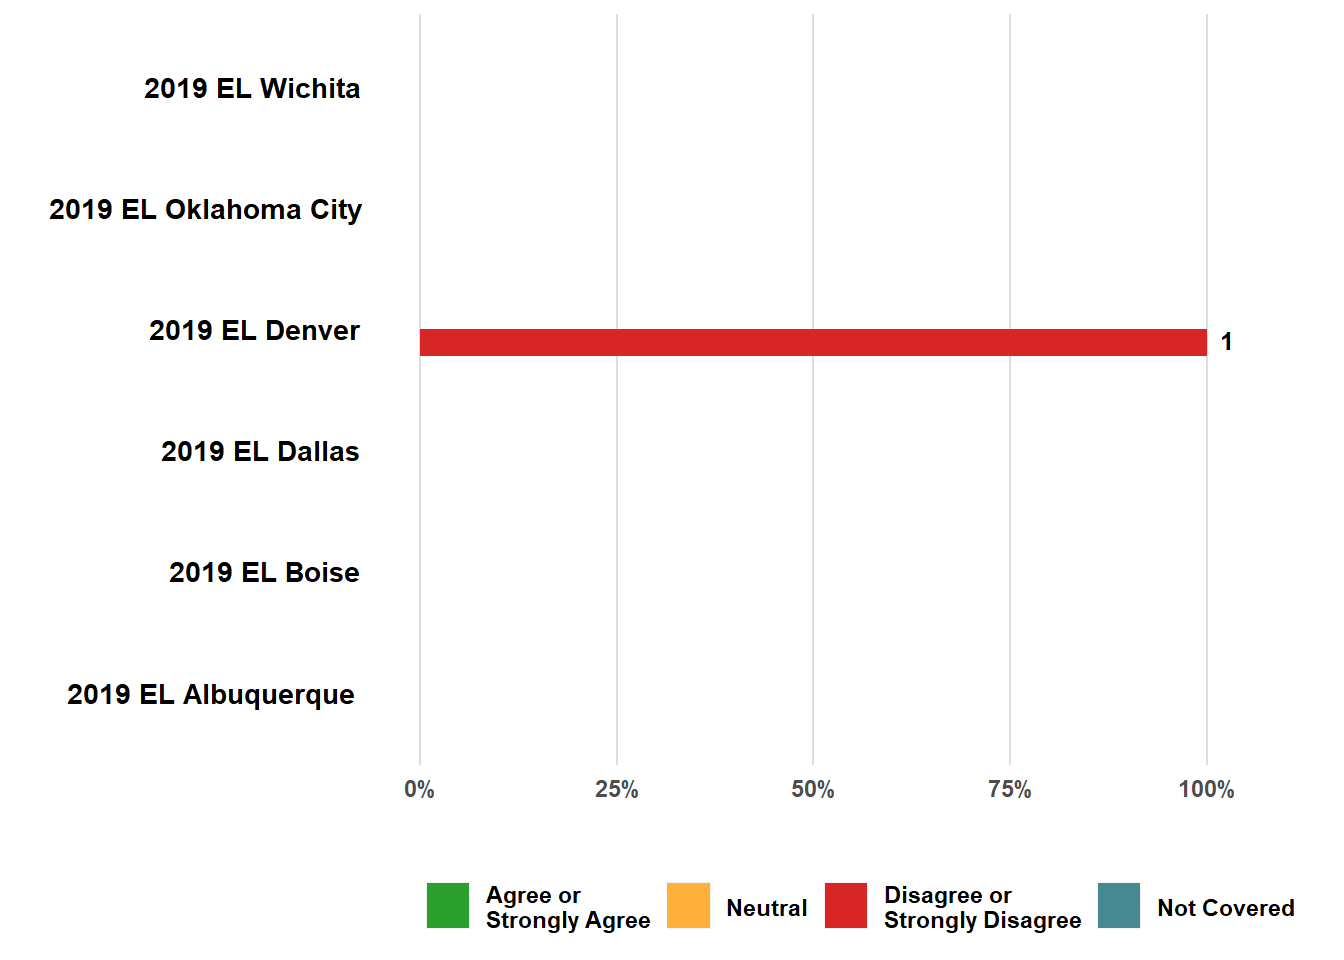 2019 EL Wichita
2019 EL Oklahoma City
2019 EL Denver
1
2019 EL Dallas
2019 EL Boise
2019 EL Albuquerque
0%
25%
50%
75%
100%
Agree or
Strongly Agree
Neutral
Disagree or
Strongly Disagree
Not Covered